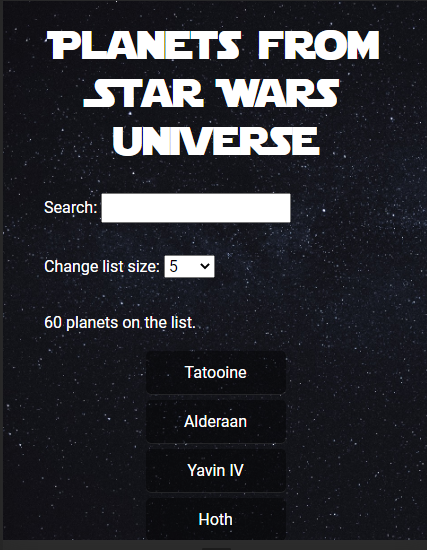 Planets from
Star Wars
Universe
Search:
Change list size: 5
60 planets on the list.
Tatooine
Alderaan
Yavin IV
Hoth